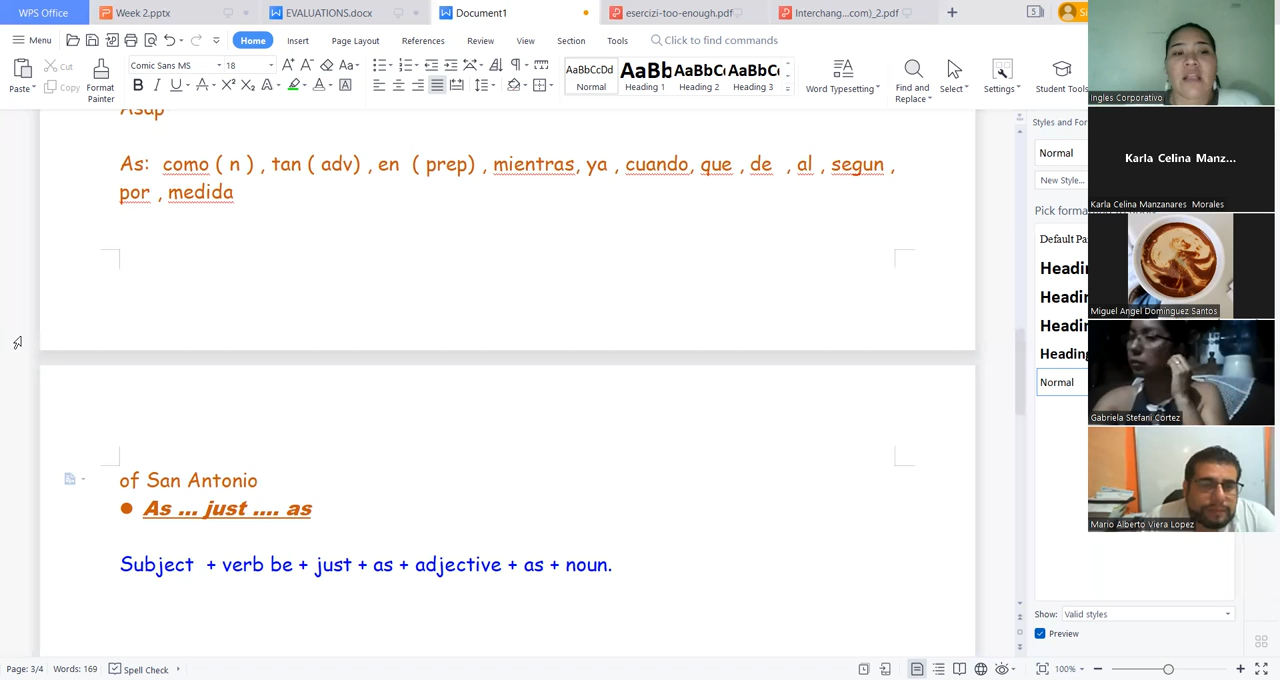 WPS Office
Week 2.pptx
EVALUATIONS.docx
Document1
esercizi-too-enough.pdf
Interchang...com)_2.pdf
5
Menu
Home
Insert
Page Layout
References
Review
View
Section
Tools
Click to find commands
Paste
Cut
Copy
Format Painter
Comic Sans MS
18
AaBbCcDd
Normal
Heading 1
Heading 2
Heading 3
Word Typesetting
Find and Replace
Select
Settings
Student Tools
Asap
As: como ( n ) , tan ( adv) , en ( prep) , mientras, ya , cuando, que , de , al , segun ,
por , medida
of San Antonio
As ... just .... as
Subject + verb be + just + as + adjective + as + noun.
Styles and For
Normal
New Style...
Pick forma
Default Pa
Headin
Headin
Headin
Heading
Normal
Show: Valid styles
Preview
Ingles Corporativo
Karla Celina Manz...
Karla Celina Manzanares Morales
Miguel Angel Dominguez Santos
Gabriela Stefani Cortez
Mario Alberto Viera Lopez
Page: 3/4
Words: 169
Spell Check
100%